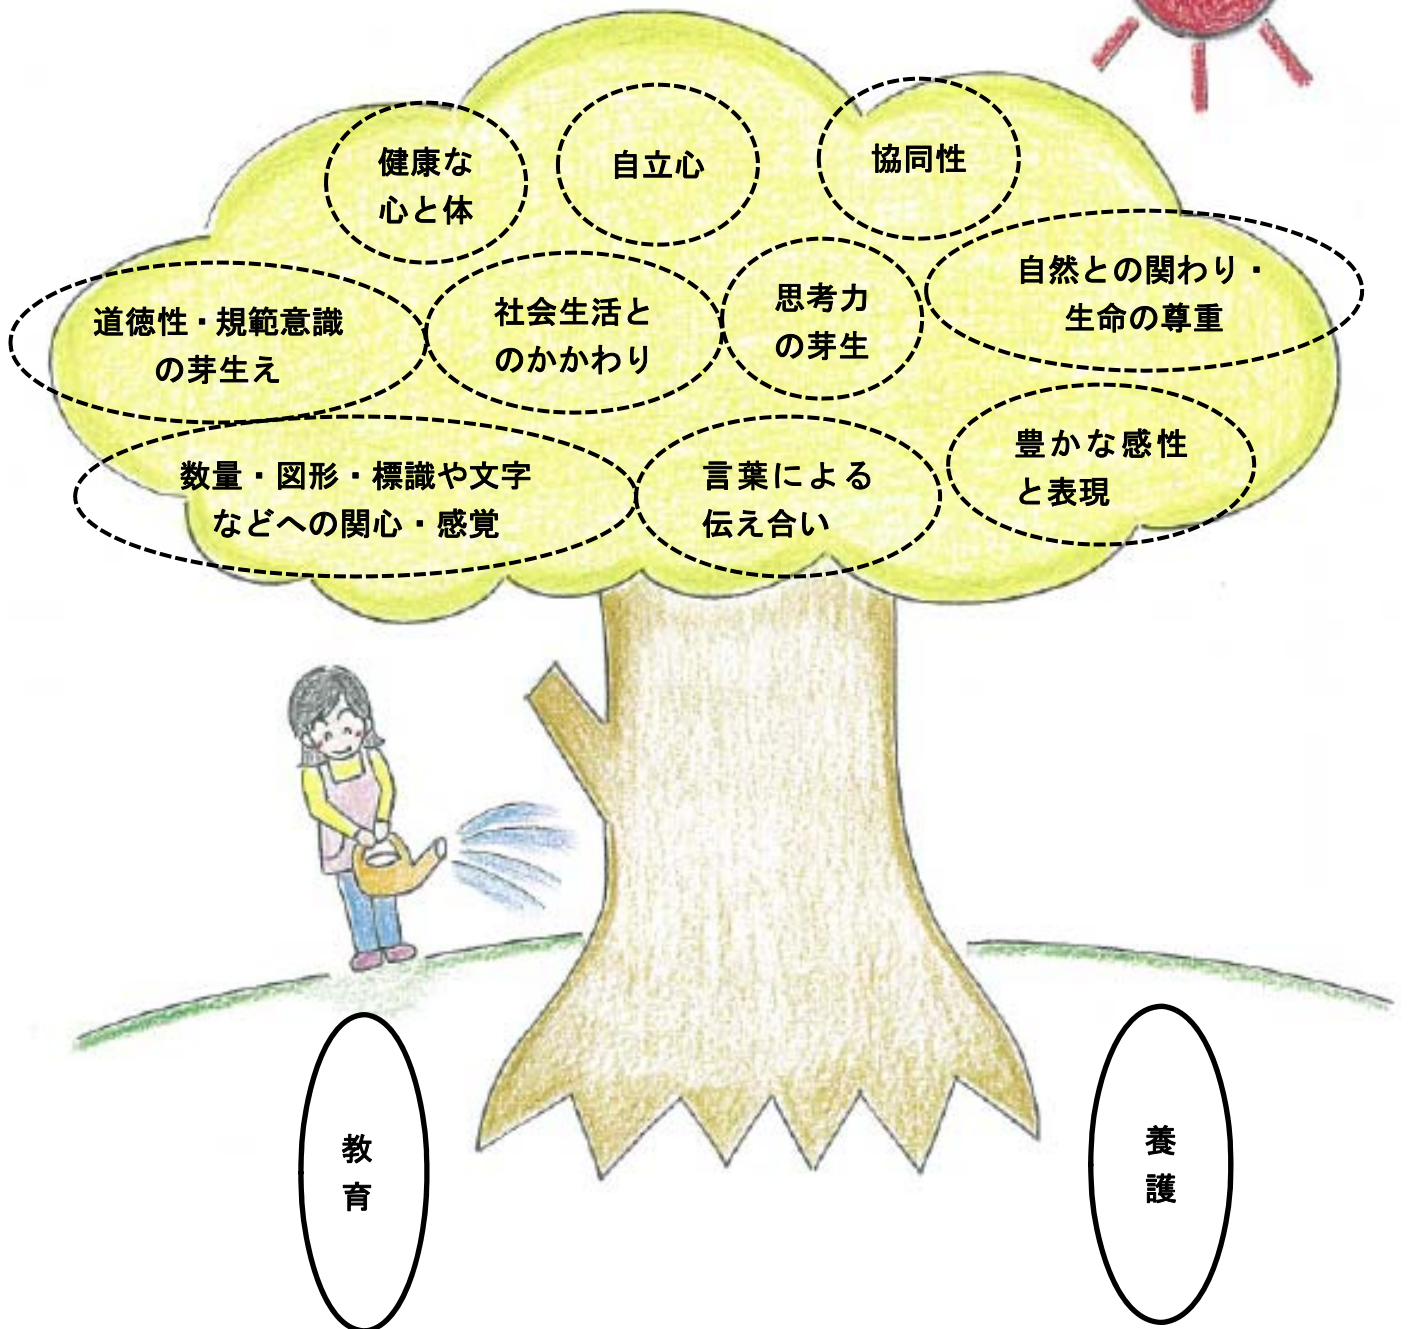 健康な
心と体
自立心
協同性
道徳性・規範意識
の芽生え
社会生活と
のかかわり
思考力
の芽生
自然との関わり・
生命の尊重
数量・図形・標識や文字
などへの関心・感覚
言葉による
伝え合い
豊かな感性
と表現
教
育
養
護